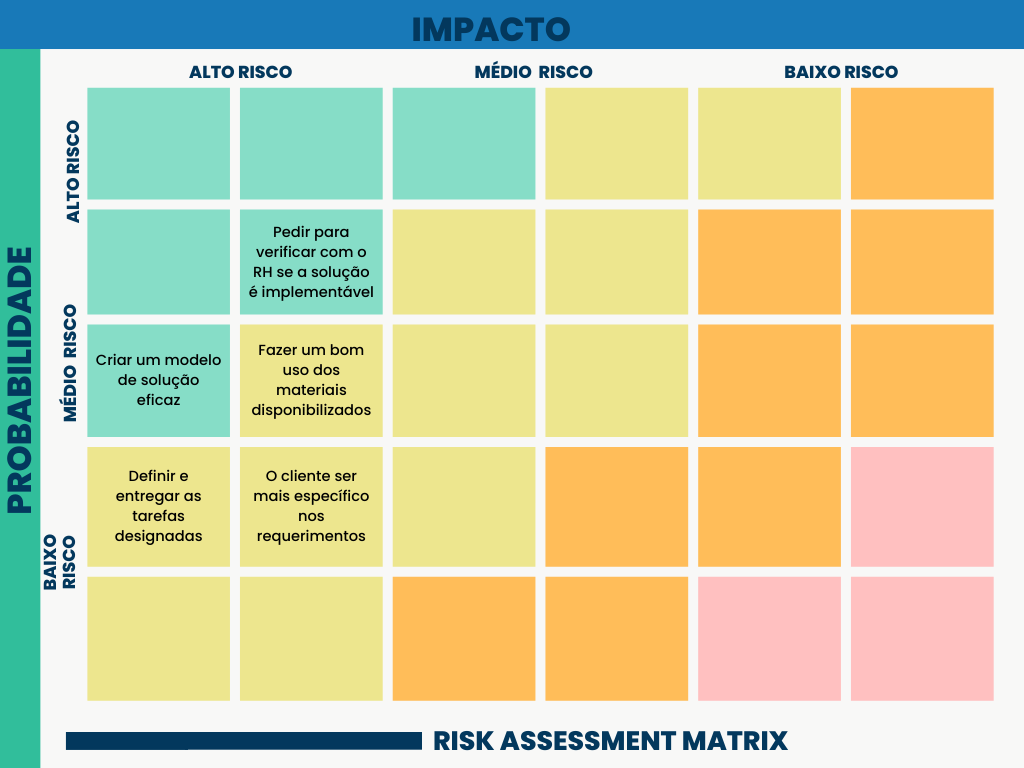 IMPACTO
ALTO RISCO
MÉDIO RISCO
BAIXO RISCO
PROBABILIDADE
ALTO RISCO
MÉDIO RISCO
BAIXO
RISCO
Pedir para
verificar com o
RH se a solução
é implementável
Criar um modelo
de solução
eficaz
Fazer um bom
uso dos
materiais
disponibilizados
Definir e
entregar as
tarefas
designadas
O cliente ser
mais específico
nos
requerimentos
RISK ASSESSMENT MATRIX